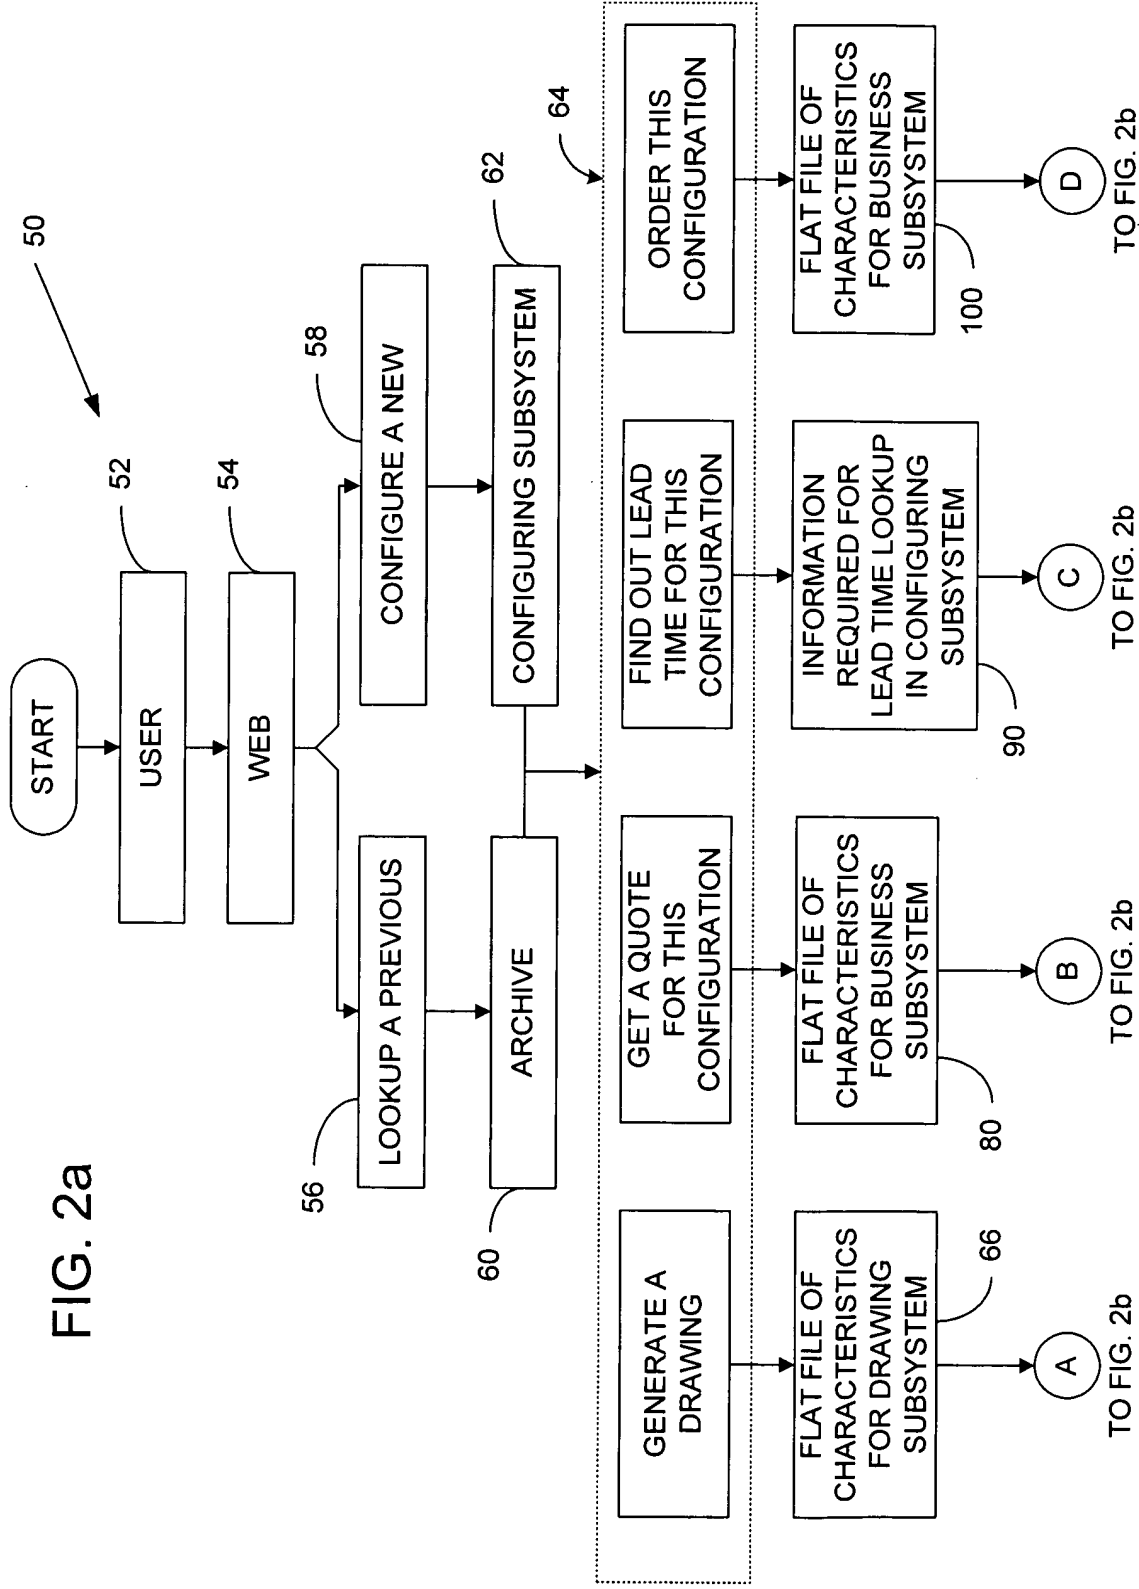 FIG. 2a
50
START
USER
52
WEB
54
LOOKUP A PREVIOUS
56
CONFIGURE A NEW
58
ARCHIVE
60
CONFIGURING SUBSYSTEM
62
64
GENERATE A
DRAWING
GET A QUOTE
FOR THIS
CONFIGURATION
FIND OUT LEAD
TIME FOR THIS
CONFIGURATION
ORDER THIS
CONFIGURATION
FLAT FILE OF
CHARACTERISTICS
FOR DRAWING
SUBSYSTEM
66
FLAT FILE OF
CHARACTERISTICS
FOR BUSINESS
SUBSYSTEM
80
INFORMATION
REQUIRED FOR
LEAD TIME LOOKUP
IN CONFIGURING
SUBSYSTEM
90
FLAT FILE OF
CHARACTERISTICS
FOR BUSINESS
SUBSYSTEM
100
A
TO FIG. 2b
B
TO FIG. 2b
C
TO FIG. 2b
D
TO FIG. 2b